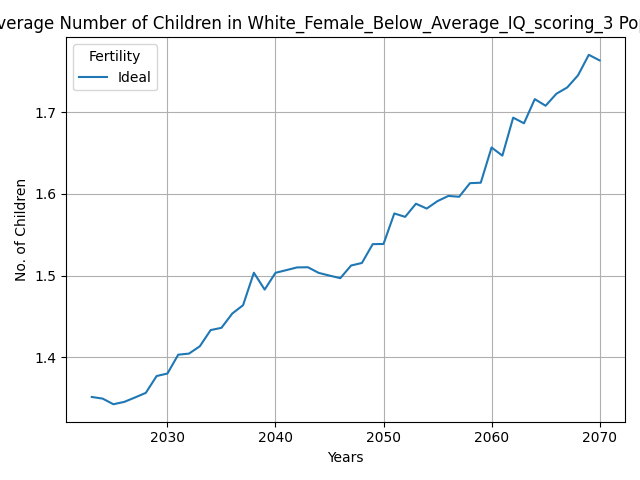 verage Number of Children in White_Female_Below_Average_IQ_scoring_3 Pop
Fertility
Ideal
1.7
1.6
1.5
1.4
No. of Children
2030 2040 2050 2060 2070
Years